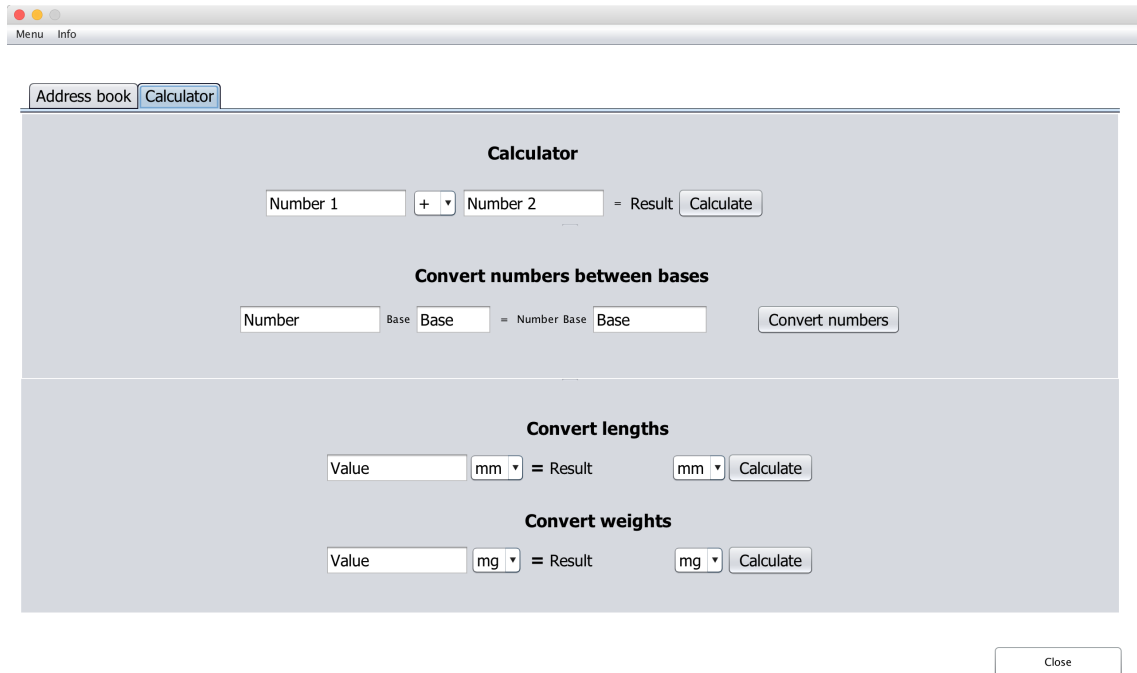 Menu Info
Address book Calculator
Calculator
Number 1 + Number 2 = Result Calculate
Convert numbers between bases
Number Base Base = Number Base Base Convert numbers
Convert lengths
Value mm = Result mm Calculate
Convert weights
Value mg = Result mg Calculate
Close